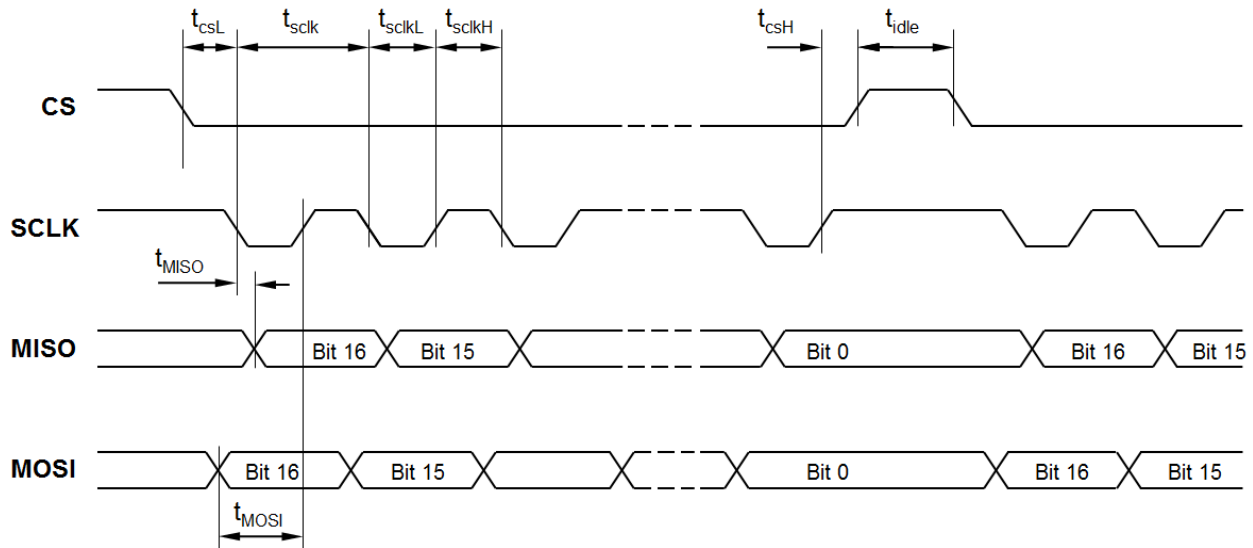 tcsL tsclk tsclkL tsclkH tcsH tidle
CS
SCLK
tMISO
MISO Bit 16 Bit 15 Bit 0 Bit 16 Bit 15
MOSI Bit 16 Bit 15 Bit 0 Bit 16 Bit 15
tMOSI